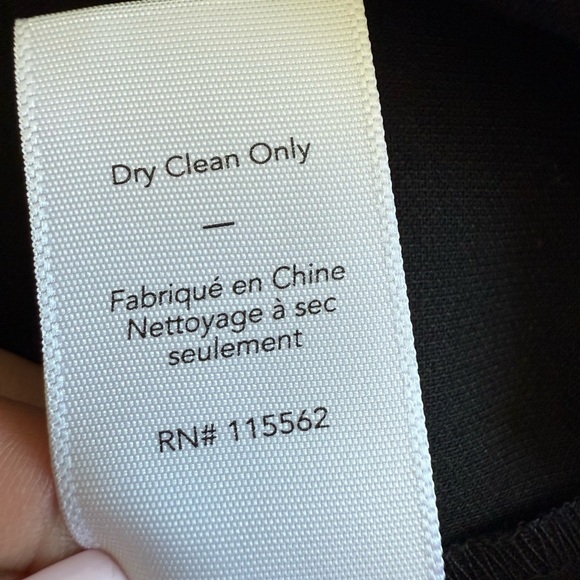 Dry Clean Only
—
Fabriqué en Chine
Nettoyage à sec
seulement
RN# 115562